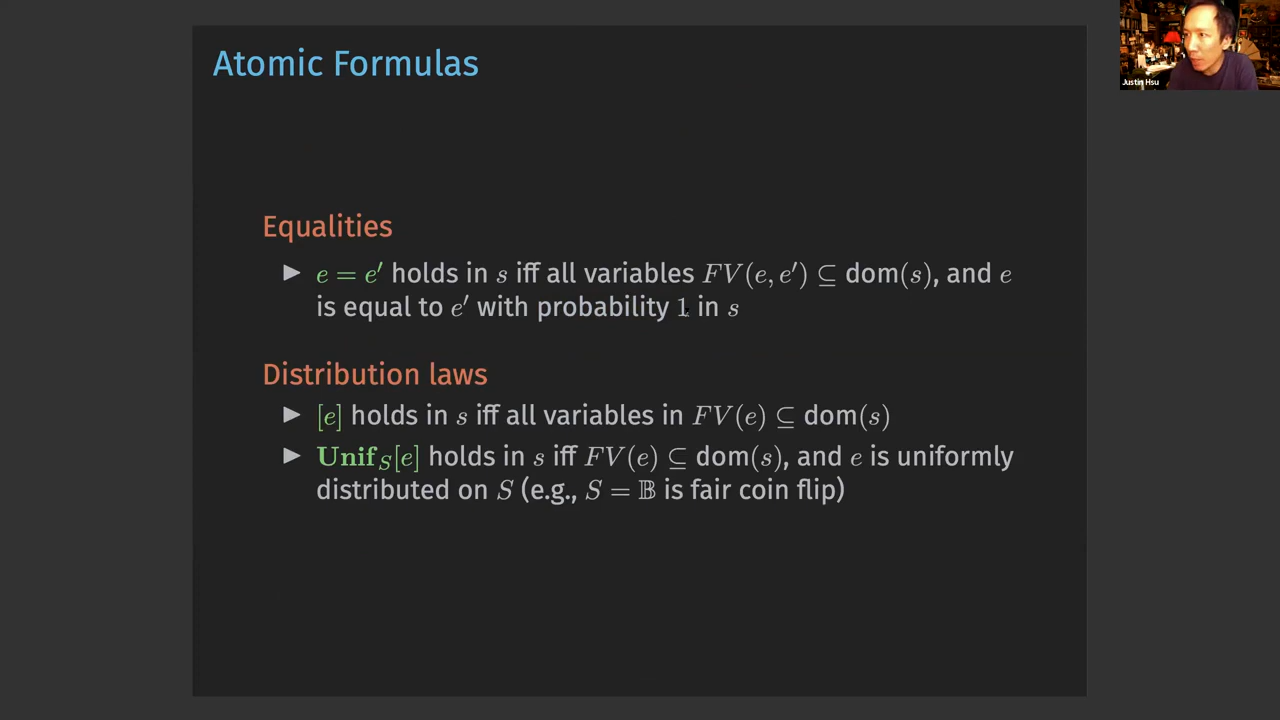 Atomic Formulas
Justin Hsu
Equalities
▶ e = e′ holds in s iff all variables FV(e, e′) ⊆ dom(s), and e
is equal to e′ with probability 1 in s
Distribution laws
▶ [e] holds in s iff all variables in FV(e) ⊆ dom(s)
▶ Unif_S[e] holds in s iff FV(e) ⊆ dom(s), and e is uniformly
distributed on S (e.g., S = 𝔹 is fair coin flip)